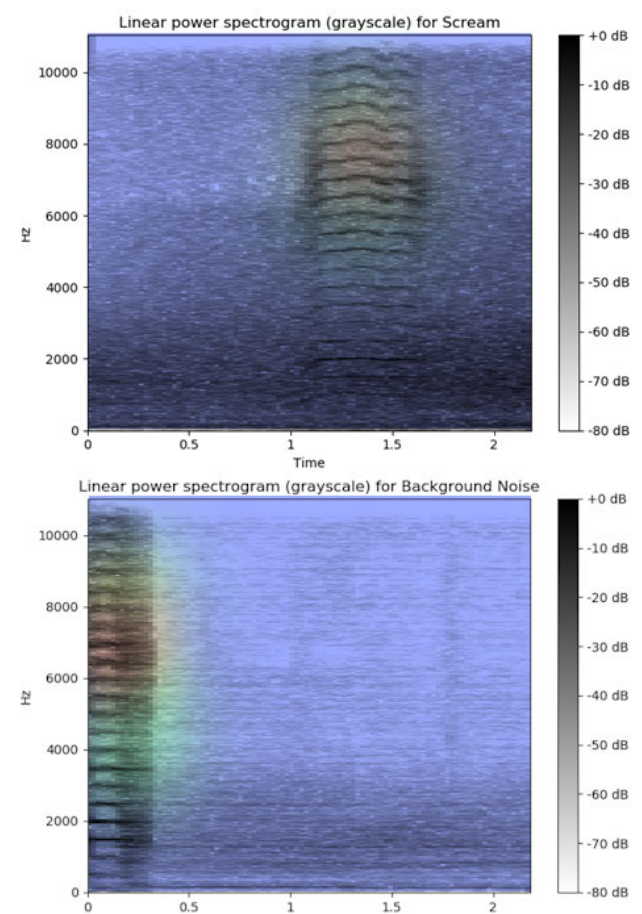 Linear power spectrogram (grayscale) for Scream
+0 dB
10000
-10 dB
8000
-20 dB
-30 dB
6000
Hz
-40 dB
4000
-50 dB
-60 dB
2000
-70 dB
0
-80 dB
0 0.5 1 1.5 2
Time
Linear power spectrogram (grayscale) for Background Noise
+0 dB
10000
-10 dB
8000
-20 dB
-30 dB
6000
Hz
-40 dB
4000
-50 dB
-60 dB
2000
-70 dB
0
-80 dB
0 0.5 1 1.5 2